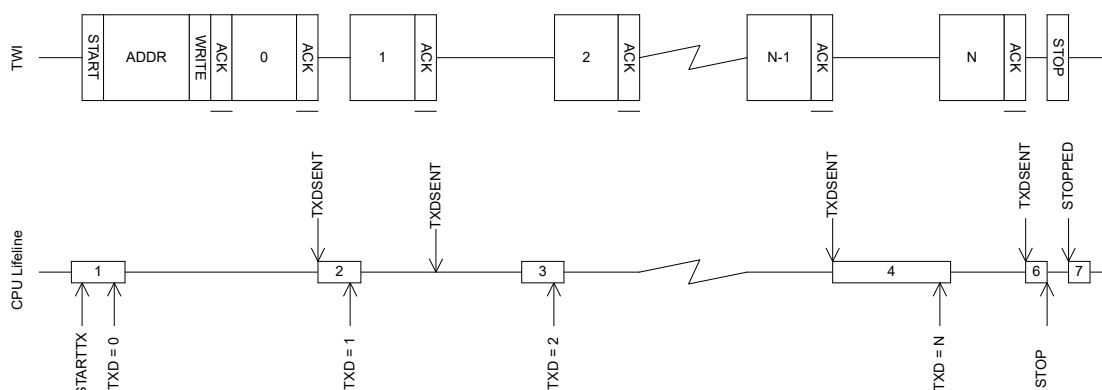 TWI
START
ADDR
WRITE
ACK
0
ACK
1
ACK
2
ACK
N-1
ACK
N
ACK
STOP
CPU Lifeline
TXDSENT
TXDSENT
TXDSENT
TXDSENT
STOPPED
1
2
3
4
6
7
STARTTX
TXD = 0
TXD = 1
TXD = 2
TXD = N
STOP